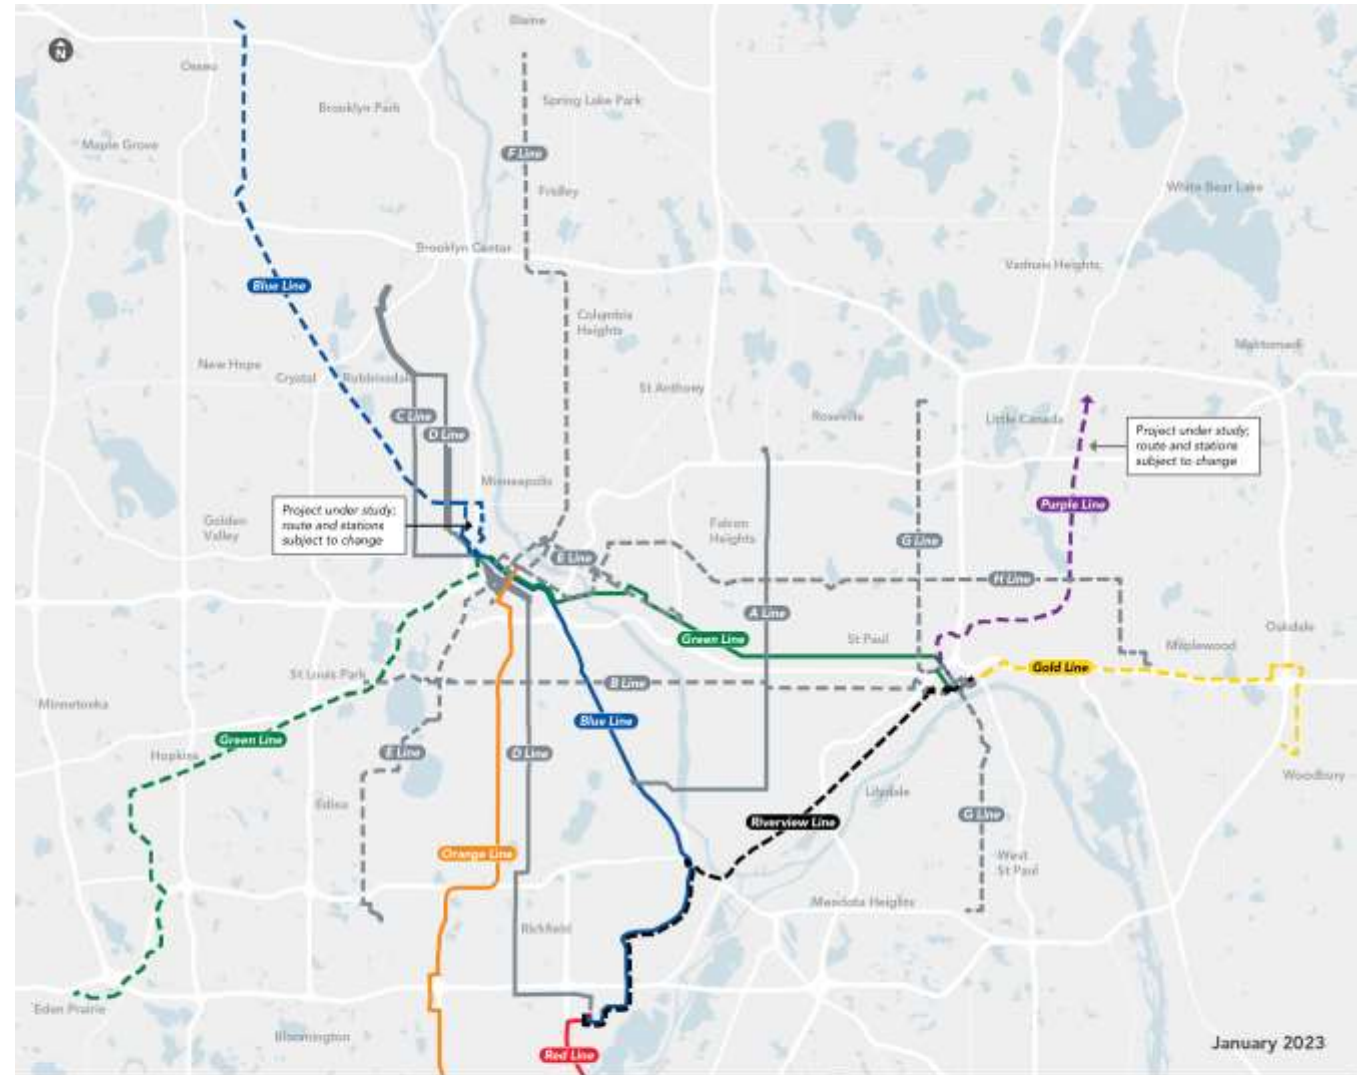 Blaine
N
Osseo
Spring Lake Park
Brooklyn Park
Maple Grove
F Line
Fridley
White Bear Lake
Brooklyn Center
Vadnais Heights
Blue Line
Columbia
Heights
Mahtomedi
New Hope
Crystal
Robbinsdale
St Anthony
C Line
Roseville
Little Canada
D Line
Project under study;
route and stations
subject to change
Minneapolis
Purple Line
Project under study;
route and stations
subject to change
Golden
Valley
Falcon
Heights
G Line
E Line
H Line
A Line
Oakdale
Green Line
St Paul
Maplewood
Gold Line
St Louis Park
B Line
Minnetonka
Blue Line
Green Line
Hopkins
E Line
D Line
Woodbury
Lilydale
Edina
Riverview Line
G Line
Orange Line
West
St Paul
Mendota Heights
Richfield
Eden Prairie
Bloomington
January 2023
Red Line